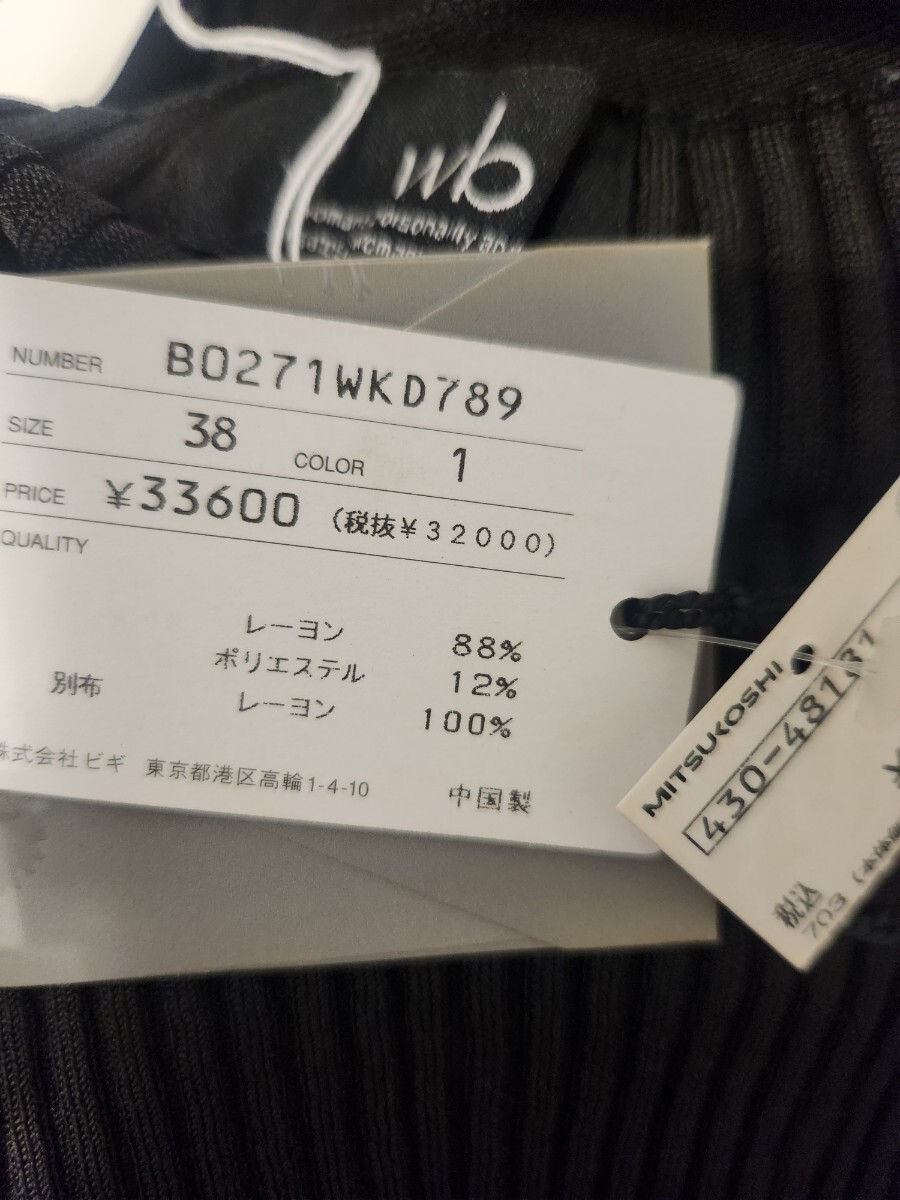 wb
NUMBER B0271WKD789
SIZE 38 COLOR 1
PRICE ¥33600 (税抜¥32000)
QUALITY
レーヨン 88%
ポリエステル 12%
別布 レーヨン 100%
株式会社ビギ 東京都港区高輪1-4-10 中国製
MITSUKOSHI
430-481
税込
703